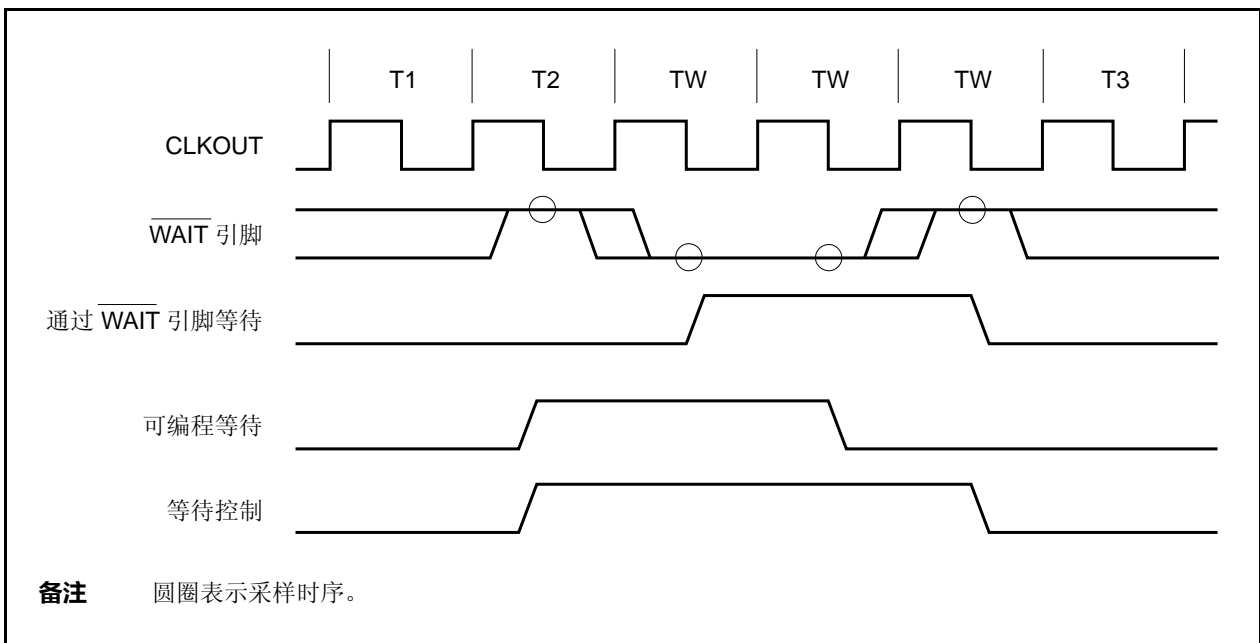 T1 T2 TW TW TW T3
CLKOUT
WAIT 引脚
通过 WAIT 引脚等待
可编程等待
等待控制
备注 圆圈表示采样时序。